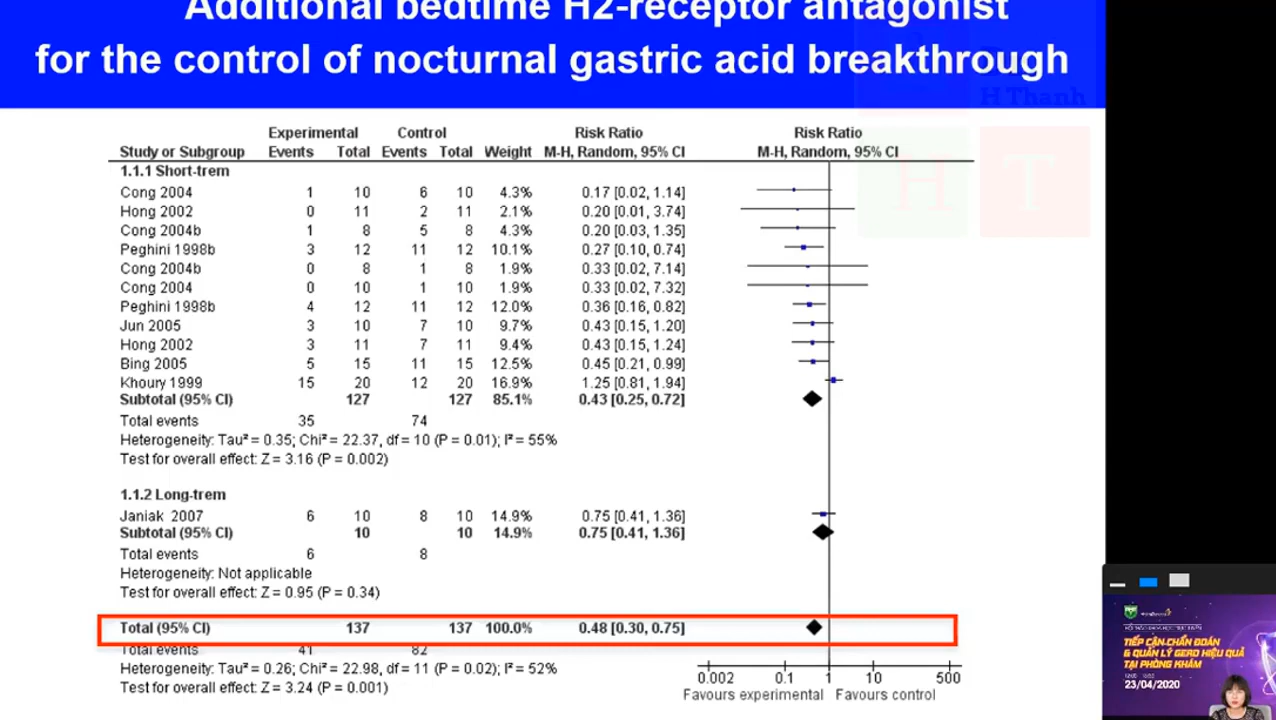 Additional bedtime H2-receptor antagonist
for the control of nocturnal gastric acid breakthrough
H Thanh
H T
Experimental Control Risk Ratio Risk Ratio
Study or Subgroup Events Total Events Total Weight M-H, Random, 95% CI M-H, Random, 95% CI
1.1.1 Short-trem
Cong 2004 1 10 6 10 4.3% 0.17 [0.02, 1.14]
Hong 2002 0 11 2 11 2.1% 0.20 [0.01, 3.74]
Cong 2004b 1 8 5 8 4.3% 0.20 [0.03, 1.35]
Peghini 1998b 3 12 11 12 10.1% 0.27 [0.10, 0.74]
Cong 2004b 0 8 1 8 1.9% 0.33 [0.02, 7.14]
Cong 2004 0 10 1 10 1.9% 0.33 [0.02, 7.32]
Peghini 1998b 4 12 11 12 12.0% 0.36 [0.16, 0.82]
Jun 2005 3 10 7 10 9.7% 0.43 [0.15, 1.20]
Hong 2002 3 11 7 11 9.4% 0.43 [0.15, 1.24]
Bing 2005 5 15 11 15 12.5% 0.45 [0.21, 0.99]
Khoury 1999 15 20 12 20 16.9% 1.25 [0.81, 1.94]
Subtotal (95% CI) 127 127 85.1% 0.43 [0.25, 0.72]
Total events 35 74
Heterogeneity: Tau² = 0.35; Chi² = 22.37, df = 10 (P = 0.01); I² = 55%
Test for overall effect: Z = 3.16 (P = 0.002)
1.1.2 Long-trem
Janiak 2007 6 10 8 10 14.9% 0.75 [0.41, 1.36]
Subtotal (95% CI) 10 10 14.9% 0.75 [0.41, 1.36]
Total events 6 8
Heterogeneity: Not applicable
Test for overall effect: Z = 0.95 (P = 0.34)
Total (95% CI) 137 137 100.0% 0.48 [0.30, 0.75]
Total events 41 82
Heterogeneity: Tau² = 0.26; Chi² = 22.98, df = 11 (P = 0.02); I² = 52%
Test for overall effect: Z = 3.24 (P = 0.001)
0.002 0.1 1 10 500
Favours experimental Favours control
TIẾP CẬN CHẨN ĐOÁN
& QUẢN LÝ GERD HIỆU QUẢ
TẠI PHÒNG KHÁM
23/04/2020